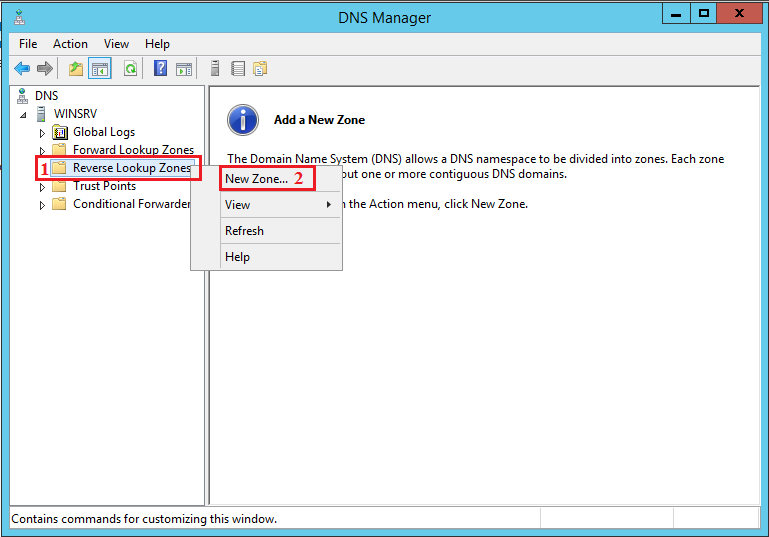 DNS Manager
File Action View Help
DNS
WINSRV
Global Logs
Forward Lookup Zones
1 Reverse Lookup Zones
Trust Points
Conditional Forwarder
Add a New Zone
The Domain Name System (DNS) allows a DNS namespace to be divided into zones. Each zone
out one or more contiguous DNS domains.
the Action menu, click New Zone.
New Zone... 2
View
Refresh
Help
Contains commands for customizing this window.